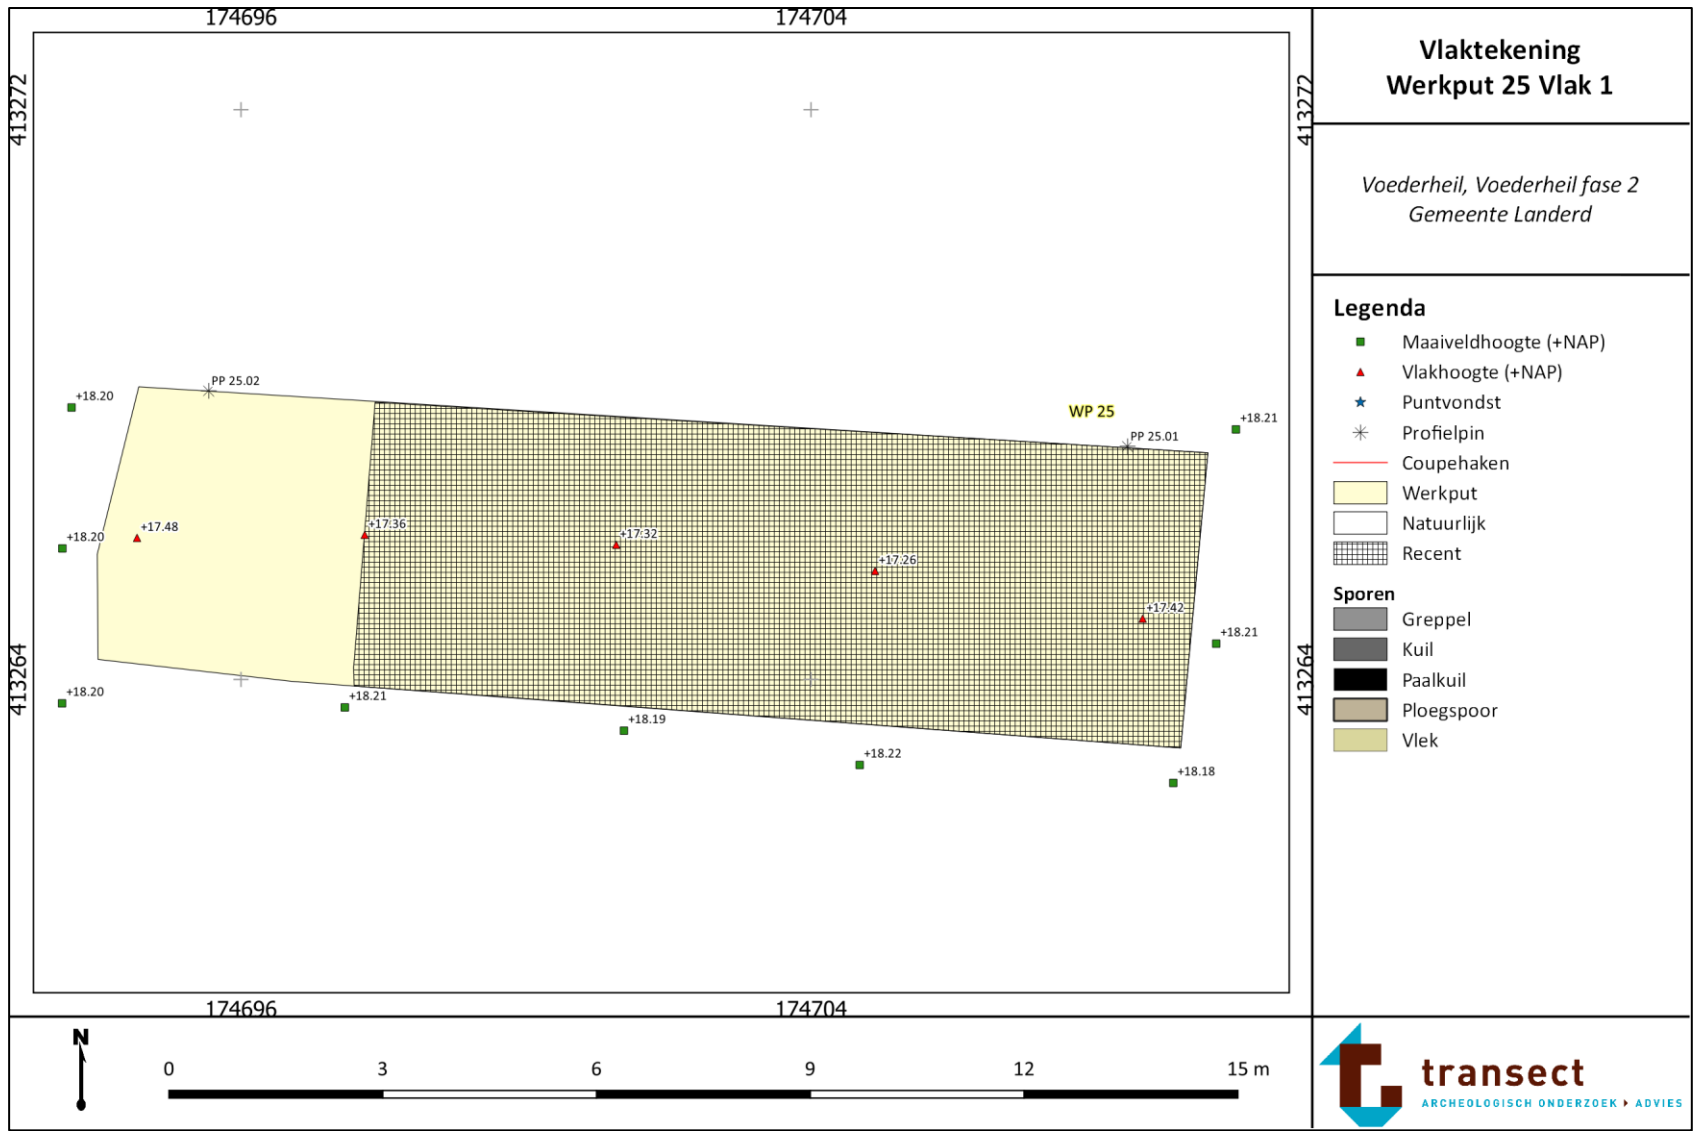 174696
174704
413272
413272
Vlaktekening
Werkput 25 Vlak 1
Voederheil, Voederheil fase 2
Gemeente Landerd
Legenda
Maaiveldhoogte (+NAP)
Vlakhoogte (+NAP)
Puntvondst
Profielpin
Coupehaken
Werkput
Natuurlijk
Recent
Sporen
Greppel
Kuil
Paalkuil
Ploegspoor
Vlek
PP 25.02
+18.20
WP 25
+18.21
PP 25.01
+17.48
+17.36
+17.32
+18.20
+17.26
+17.42
+18.21
413264
413264
+18.20
+18.21
+18.19
+18.22
+18.18
174696
174704
N
0
3
6
9
12
15 m
transect
ARCHEOLOGISCH ONDERZOEK ADVIES